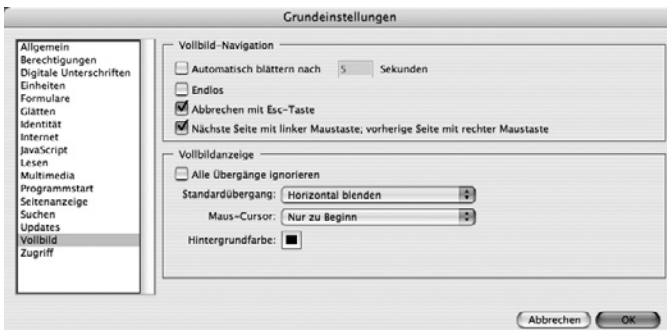 Grundeinstellungen
Allgemein
Berechtigungen
Digitale Unterschriften
Einheiten
Formulare
Glätten
Identität
Internet
JavaScript
Lesen
Multimedia
Programmstart
Seitenanzeige
Suchen
Updates
Vollbild
Zugriff
Vollbild-Navigation
Automatisch blättern nach 5 Sekunden
Endlos
Abbrechen mit Esc-Taste
Nächste Seite mit linker Maustaste; vorherige Seite mit rechter Maustaste
Vollbildanzeige
Alle Übergänge ignorieren
Standardübergang: Horizontal blenden
Maus-Cursor: Nur zu Beginn
Hintergrundfarbe:
Abbrechen OK